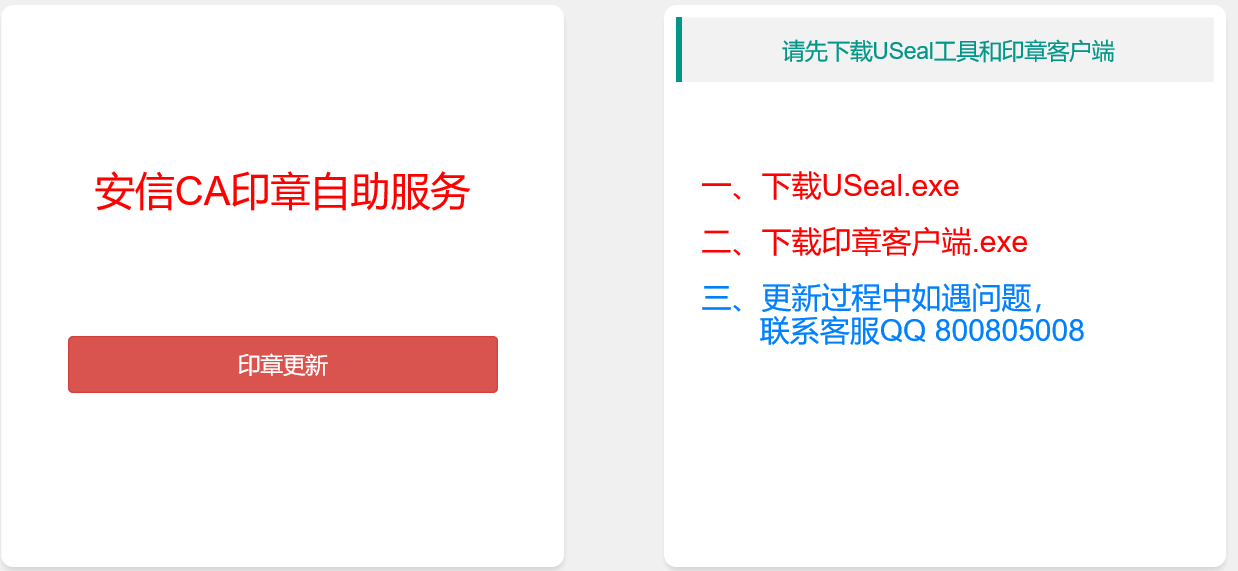 安信CA印章自助服务
印章更新
请先下载USeal工具和印章客户端
一、下载USeal.exe
二、下载印章客户端.exe
三、更新过程中如遇问题，
联系客服QQ 800805008